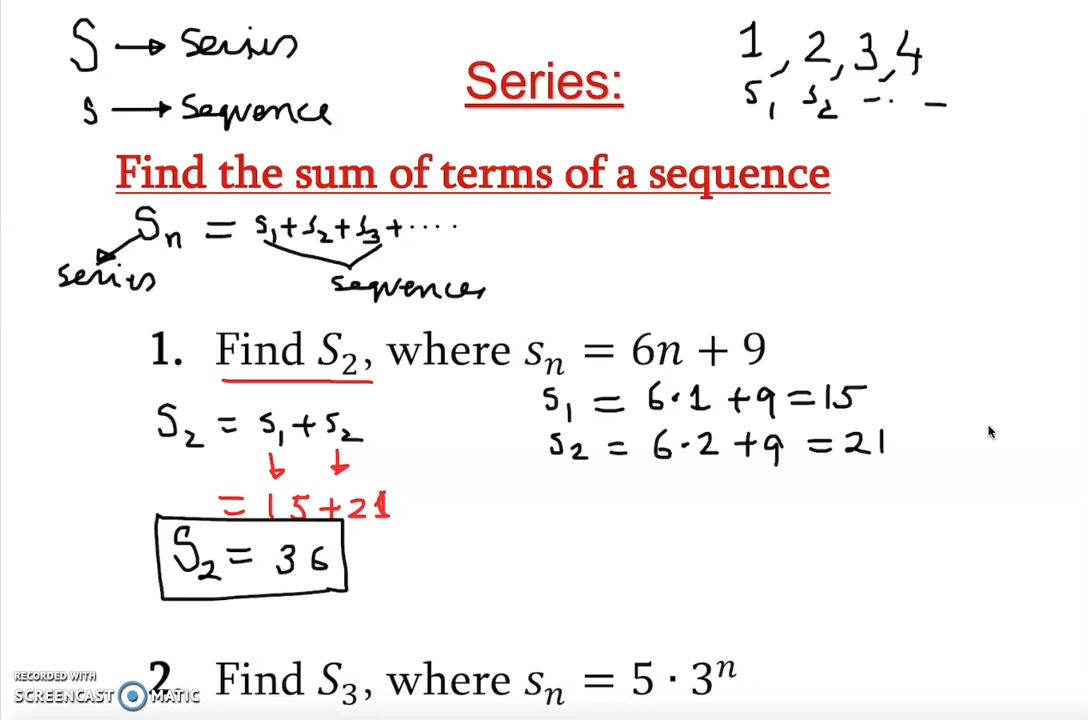 S → Series
s → Sequence
Series:
1, 2, 3, 4
s₁ s₂ -- . –
Find the sum of terms of a sequence
Sₙ = s₁ + s₂ + s₃ + ....
series
sequences
1. Find S₂, where sₙ = 6n + 9
s₁ = 6·1 + 9 = 15
S₂ = s₁ + s₂
s₂ = 6·2 + 9 = 21
= 15 + 21
S₂ = 36
2 Find S₃, where sₙ = 5 · 3ⁿ
RECORDED WITH
SCREENCAST MATIC